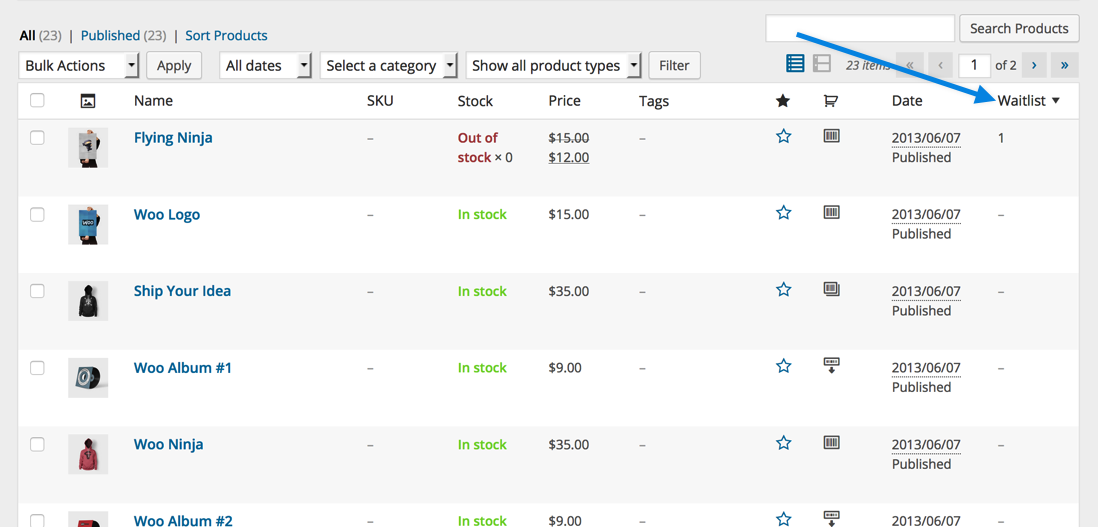 All (23) | Published (23) | Sort Products
Search Products
Bulk Actions Apply All dates Select a category Show all product types Filter 23 items « ‹ 1 of 2 › »
Name SKU Stock Price Tags Date Waitlist
Flying Ninja – Out of stock × 0 $15.00 $12.00 – 2013/06/07 Published 1
Woo Logo – In stock $15.00 – 2013/06/07 Published –
Ship Your Idea – In stock $35.00 – 2013/06/07 Published –
Woo Album #1 – In stock $9.00 – 2013/06/07 Published –
Woo Ninja – In stock $35.00 – 2013/06/07 Published –
Woo Album #2 – In stock $9.00 – 2013/06/07 –